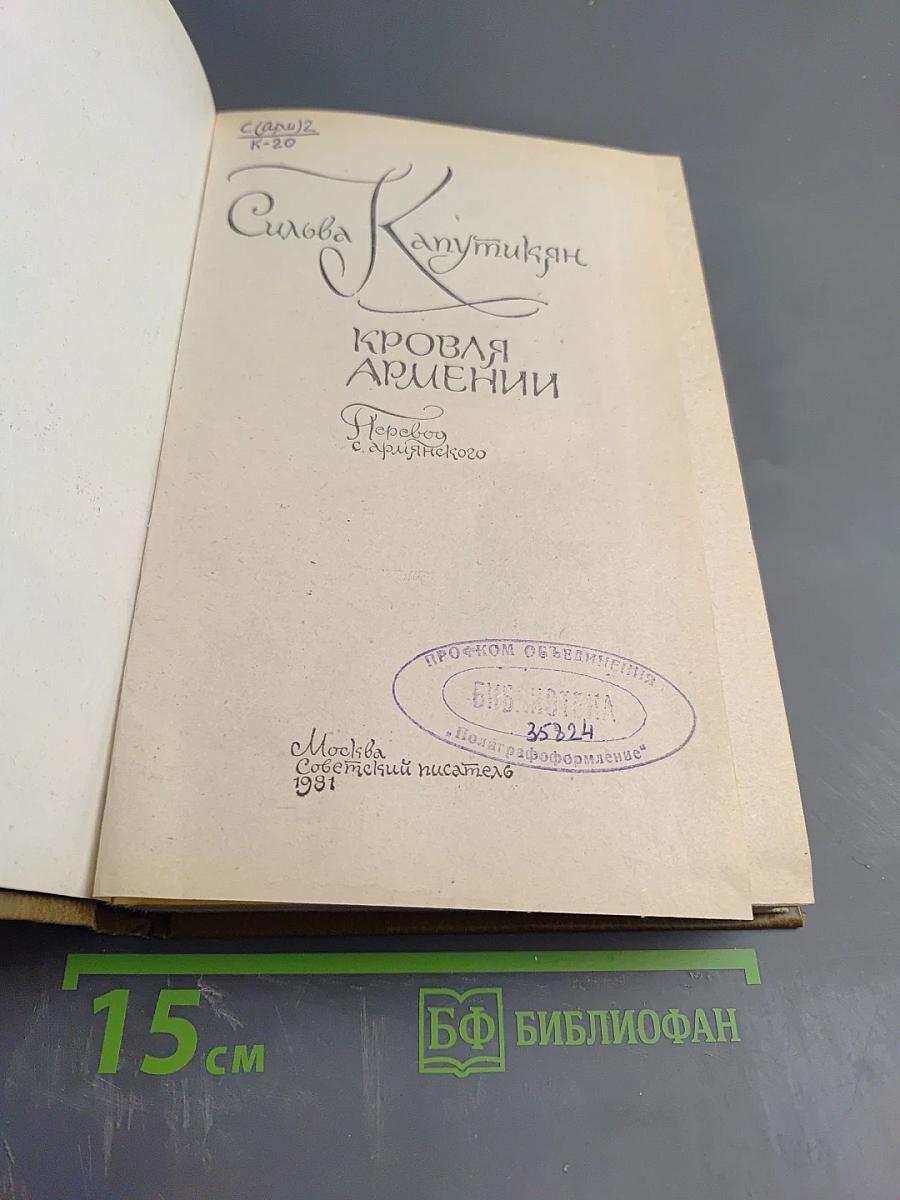 С(Арм)2
К-20
Сильва Капутикян
КРОВЛЯ
АРМЕНИИ
Перевод
с армянского
ПРОФКОМ ОБЪЕДИНЕНИЯ
БИБЛИОТЕКА
35324
„Полиграфоформление"
Москва
Советский писатель
1981
15 см
БФ БИБЛИОФАН